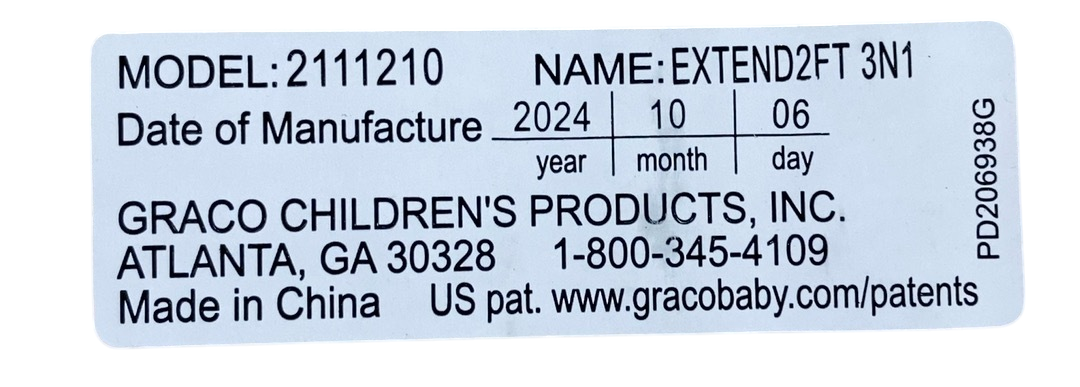 MODEL: 2111210 NAME: EXTEND2FT 3N1
Date of Manufacture 2024 10 06
year month day
GRACO CHILDREN'S PRODUCTS, INC.
ATLANTA, GA 30328 1-800-345-4109
Made in China US pat. www.gracobaby.com/patents
PD206938G